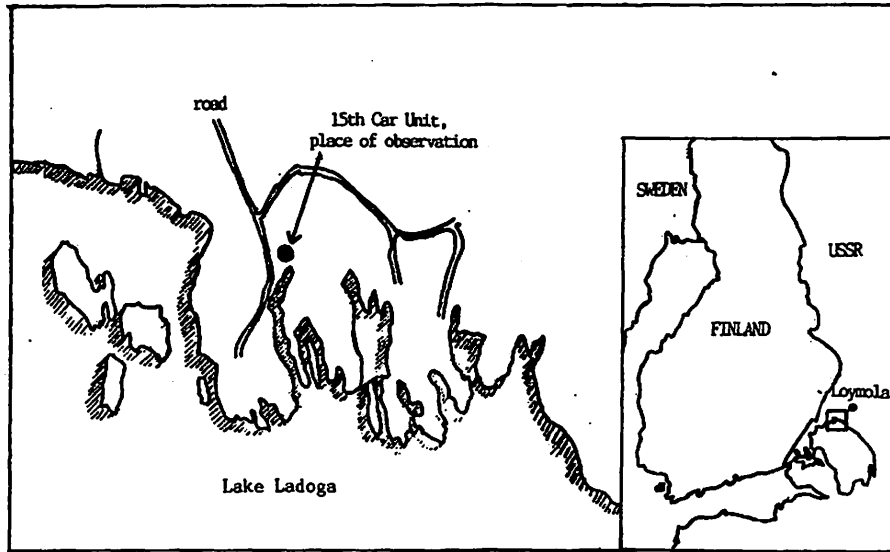 road
15th Car Unit,
place of observation
Lake Ladoga
SWEDEN
USSR
FINLAND
Loymola